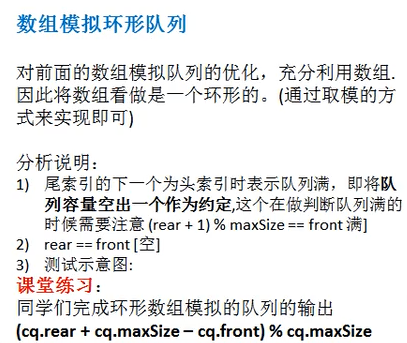 数组模拟环形队列
对前面的数组模拟队列的优化，充分利用数组.
因此将数组看做是一个环形的。(通过取模的方
式来实现即可)
分析说明：
1) 尾索引的下一个为头索引时表示队列满，即将队
列容量空出一个作为约定,这个在做判断队列满的
时候需要注意 (rear + 1) % maxSize == front 满]
2) rear == front [空]
3) 测试示意图:
课堂练习：
同学们完成环形数组模拟的队列的输出
(cq.rear + cq.maxSize – cq.front) % cq.maxSize